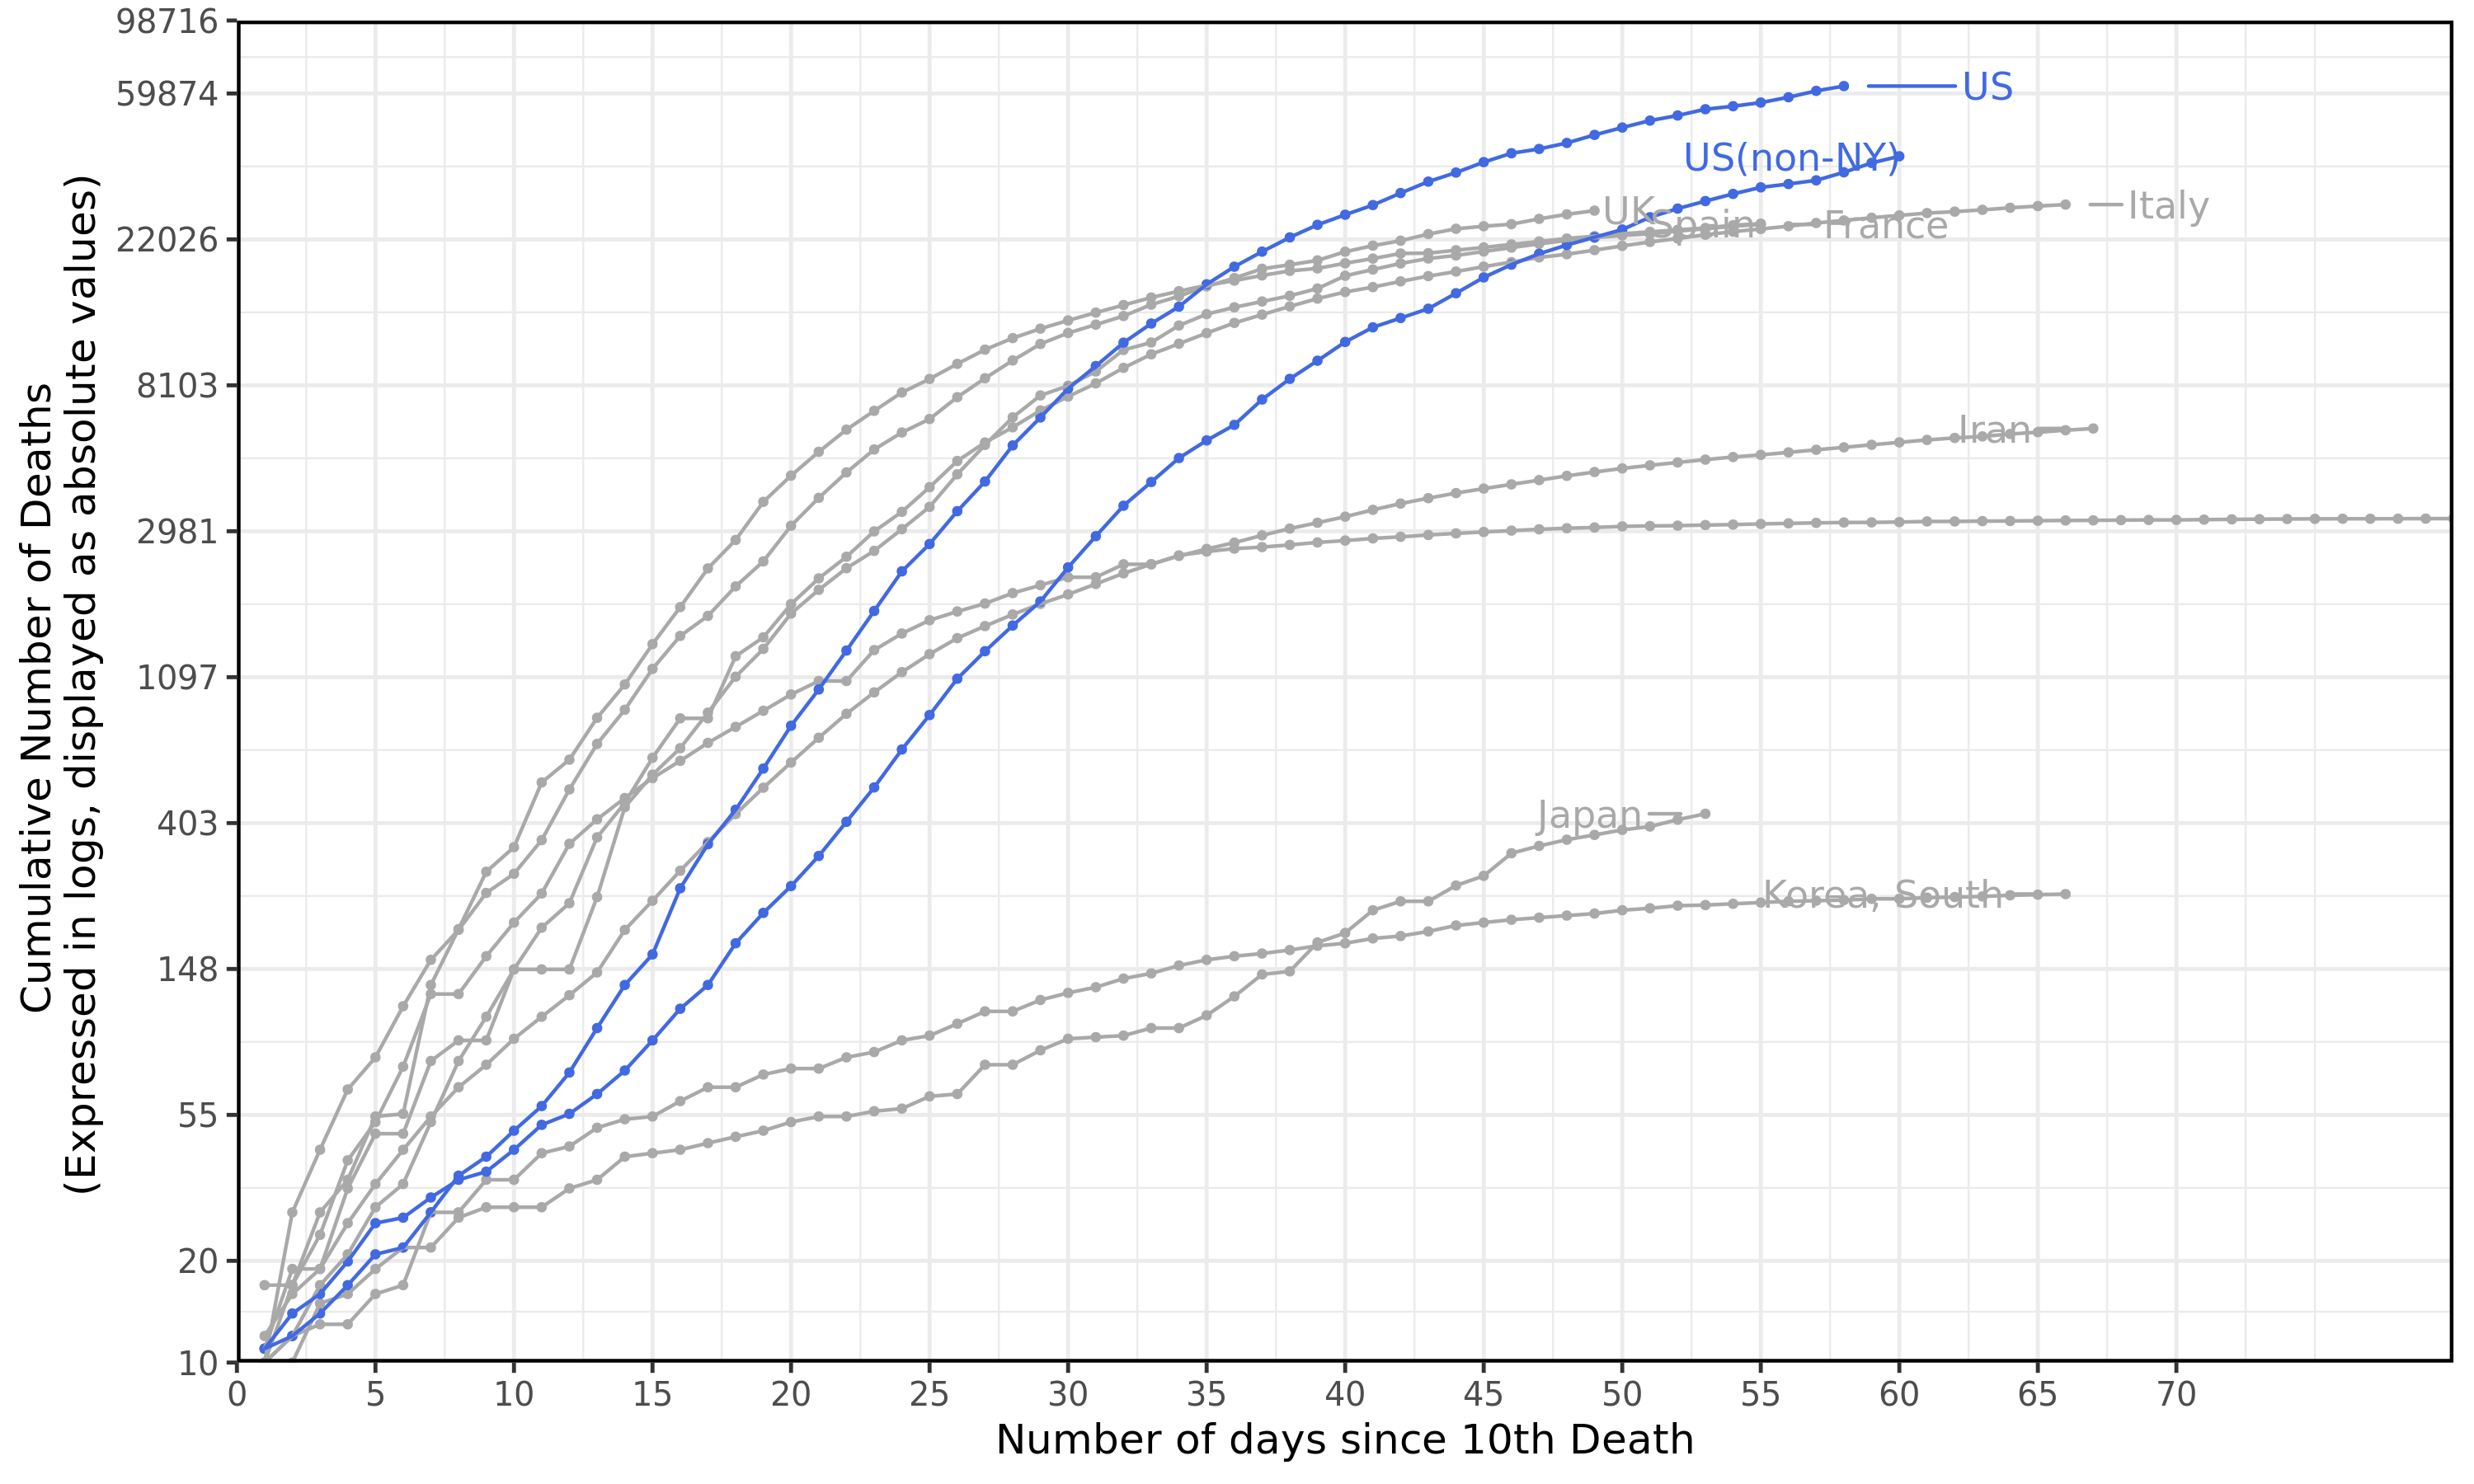 Cumulative Number of Deaths
(Expressed in logs, displayed as absolute values)
98716
59874
22026
8103
2981
1097
403
148
55
20
10
US
US(non-NY)
UK
Spain
France
Italy
Iran
Japan
Korea, South
0 5 10 15 20 25 30 35 40 45 50 55 60 65 70
Number of days since 10th Death